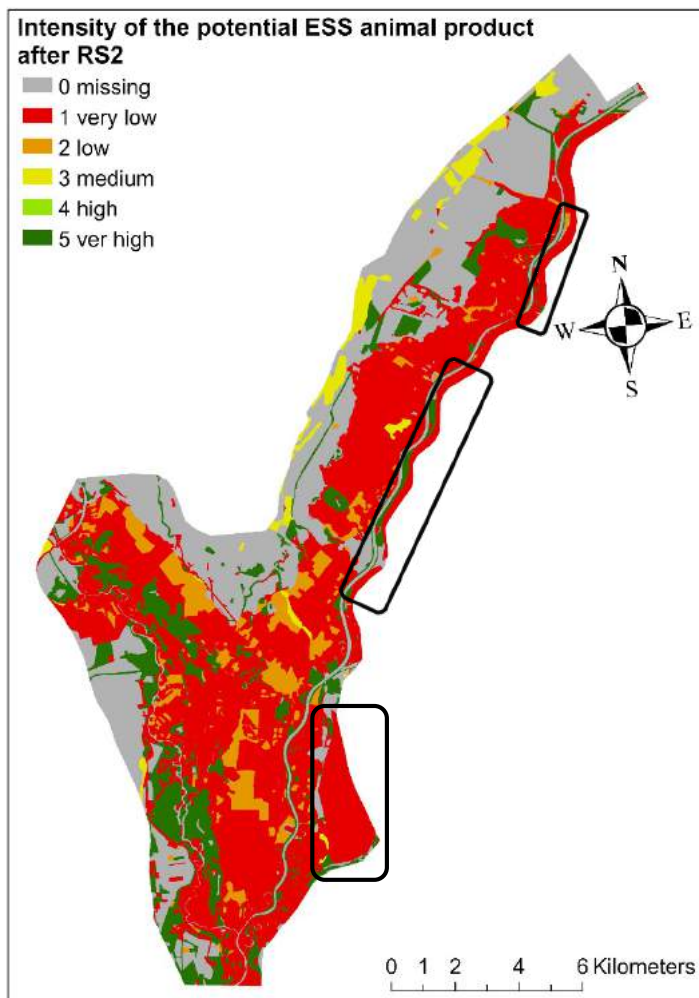 Intensity of the potential ESS animal product
after RS2
0 missing
1 very low
2 low
3 medium
4 high
5 ver high
N
W E
S
0 1 2 4 6 Kilometers